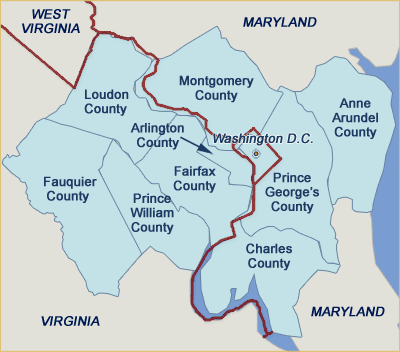 WEST
VIRGINIA
MARYLAND
Montgomery
County
Loudon
County
Anne
Arundel
County
Arlington
County
Washington D.C.
Fairfax
County
Prince
George's
County
Fauquier
County
Prince
William
County
Charles
County
VIRGINIA
MARYLAND